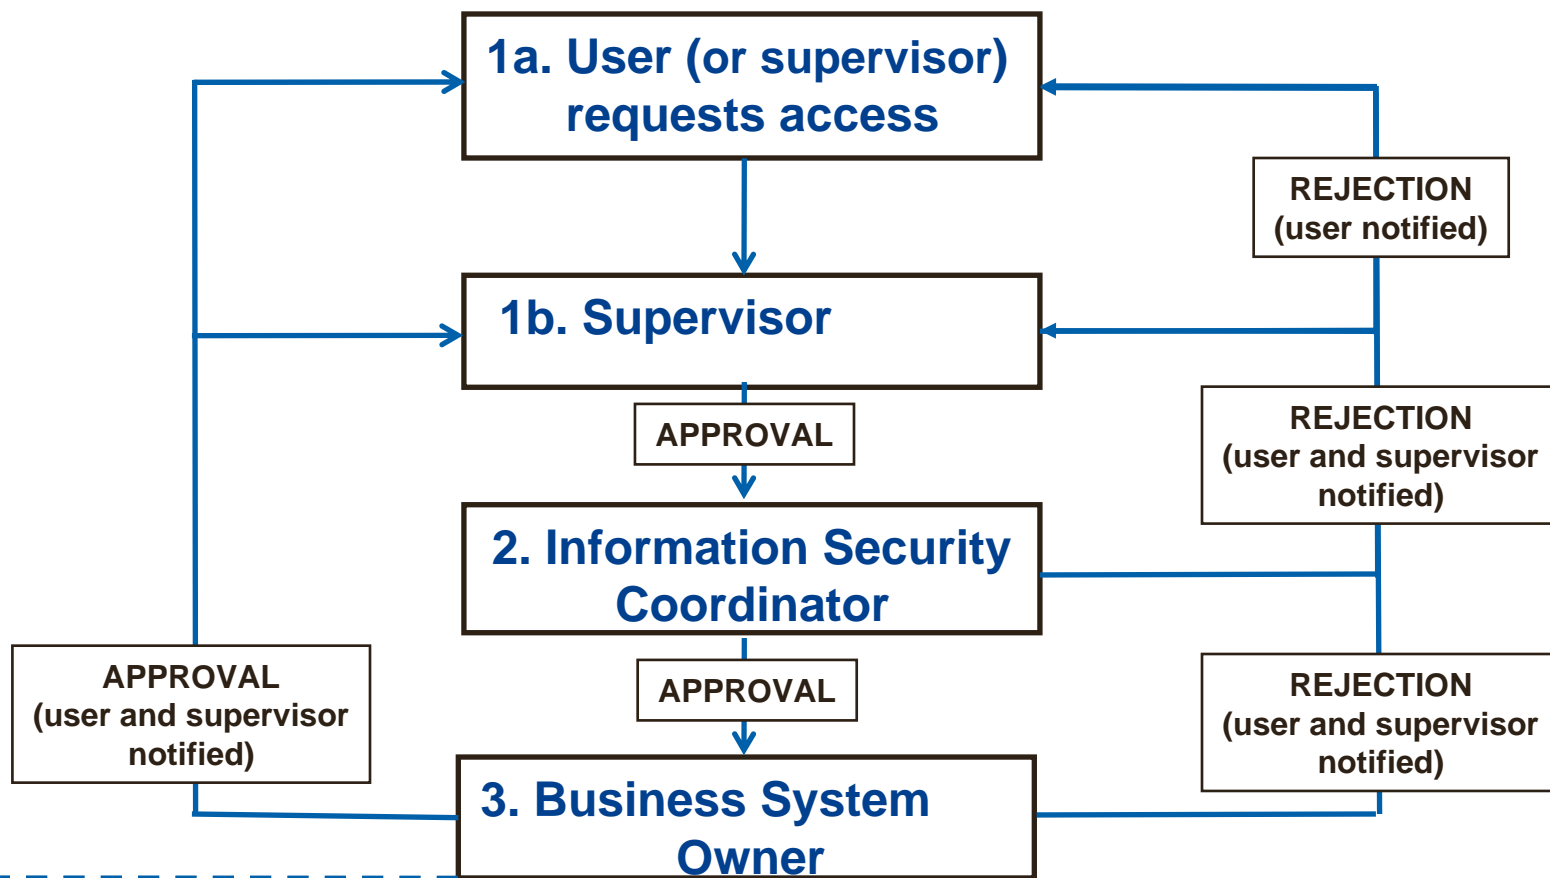 1a. User (or supervisor)
requests access
REJECTION
(user notified)
1b. Supervisor
APPROVAL
REJECTION
(user and supervisor
notified)
2. Information Security
Coordinator
APPROVAL
(user and supervisor
notified)
APPROVAL
REJECTION
(user and supervisor
notified)
3. Business System
Owner